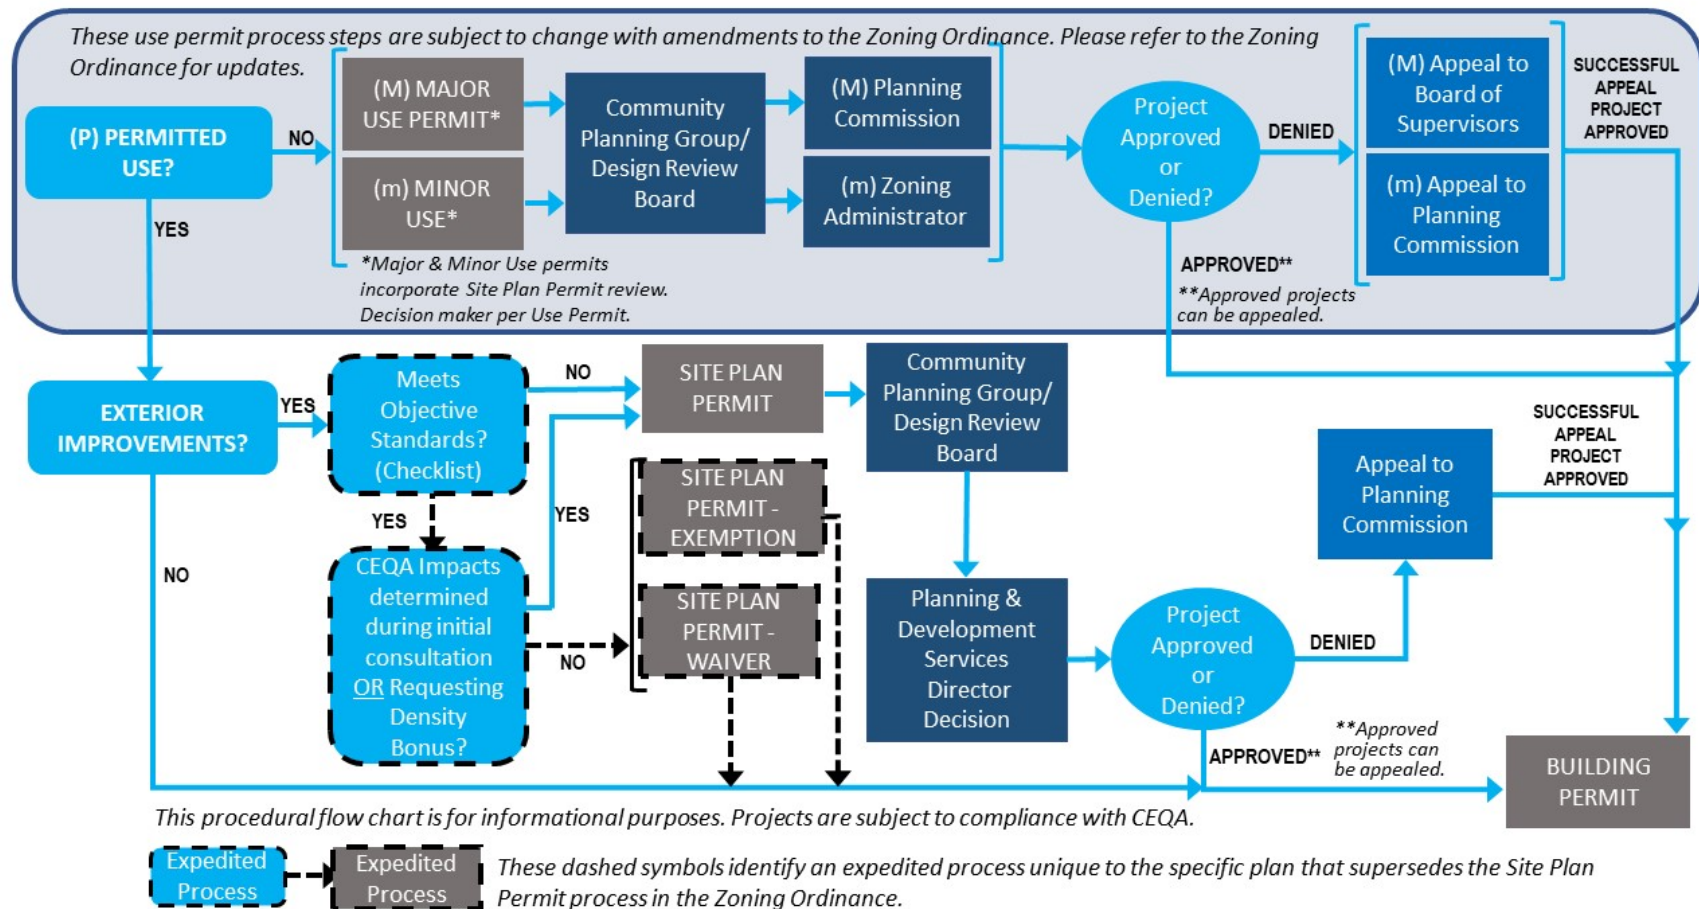 These use permit process steps are subject to change with amendments to the Zoning Ordinance. Please refer to the Zoning
Ordinance for updates.
(P) PERMITTED
USE?
NO
(M) MAJOR
USE PERMIT*
(m) MINOR
USE*
Community
Planning Group/
Design Review
Board
(M) Planning
Commission
(m) Zoning
Administrator
Project
Approved
or
Denied?
DENIED
(M) Appeal to
Board of
Supervisors
(m) Appeal to
Planning
Commission
SUCCESSFUL
APPEAL
PROJECT
APPROVED
YES
*Major & Minor Use permits
incorporate Site Plan Permit review.
Decision maker per Use Permit.
APPROVED**
**Approved projects
can be appealed.
EXTERIOR
IMPROVEMENTS?
YES
Meets
Objective
Standards?
(Checklist)
NO
SITE PLAN
PERMIT
Community
Planning Group/
Design Review
Board
YES
YES
SITE PLAN
PERMIT -
EXEMPTION
Appeal to
Planning
Commission
SUCCESSFUL
APPEAL
PROJECT
APPROVED
NO
CEQA Impacts
determined
during initial
consultation
OR Requesting
Density
Bonus?
NO
SITE PLAN
PERMIT -
WAIVER
Planning &
Development
Services
Director
Decision
Project
Approved
or
Denied?
DENIED
APPROVED**
**Approved
projects can
be appealed.
BUILDING
PERMIT
This procedural flow chart is for informational purposes. Projects are subject to compliance with CEQA.
Expedited
Process
Expedited
Process
These dashed symbols identify an expedited process unique to the specific plan that supersedes the Site Plan
Permit process in the Zoning Ordinance.